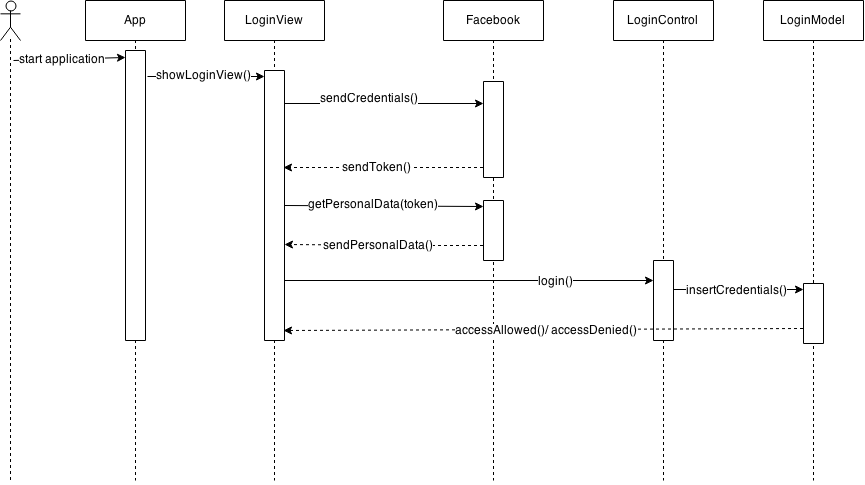 App
LoginView
Facebook
LoginControl
LoginModel
start application
showLoginView()
sendCredentials()
sendToken()
getPersonalData(token)
sendPersonalData()
login()
insertCredentials()
accessAllowed()/ accessDenied()